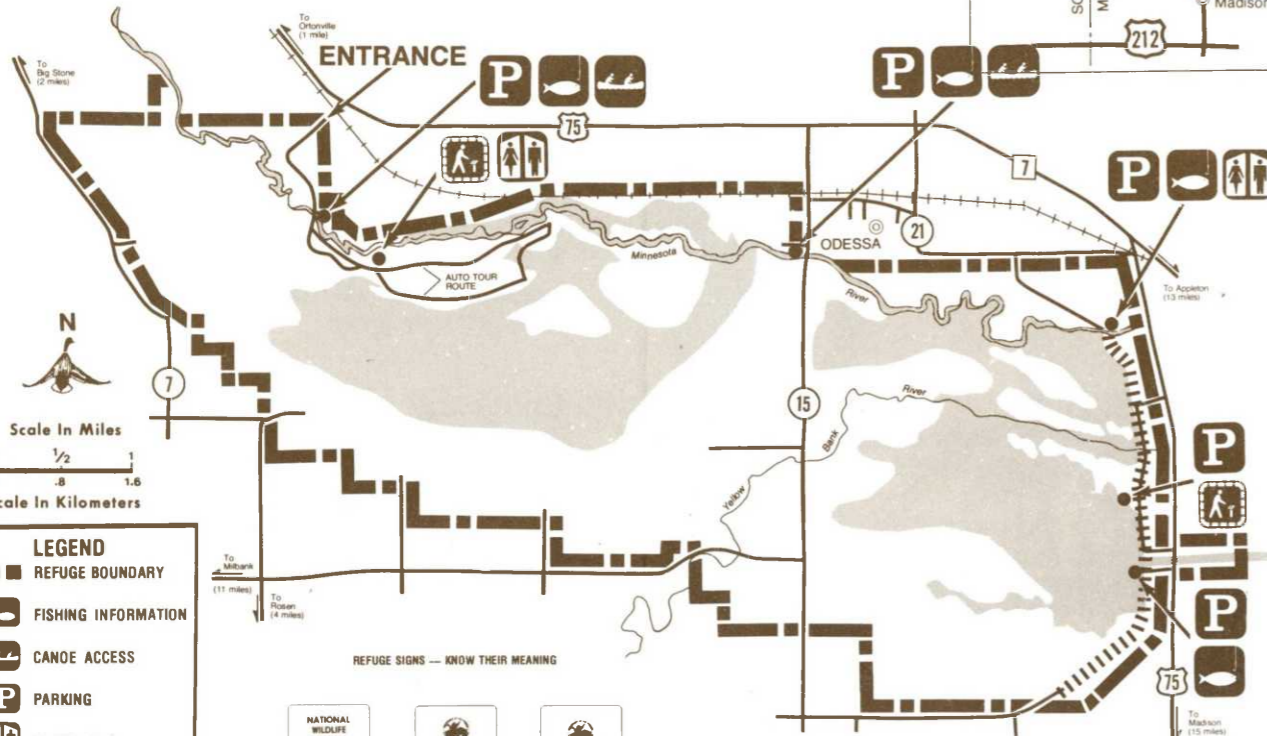 To
Ortonville
(1 mile)
ENTRANCE
P
P
Madison
212
To
Big Stone
(2 miles)
75
7
P
21
ODESSA
Minnesota
River
AUTO TOUR
ROUTE
To Appleton
(13 miles)
N
7
15
River
Bank
Yellow
Scale In Miles
1/2
1
.8
1.6
cale In Kilometers
P
LEGEND
REFUGE BOUNDARY
FISHING INFORMATION
CANOE ACCESS
P
PARKING
To
Milbank
(11 miles)
To
Rosen
(4 miles)
P
75
To
Madison
(15 miles)
REFUGE SIGNS — KNOW THEIR MEANING
NATIONAL
WILDLIFE